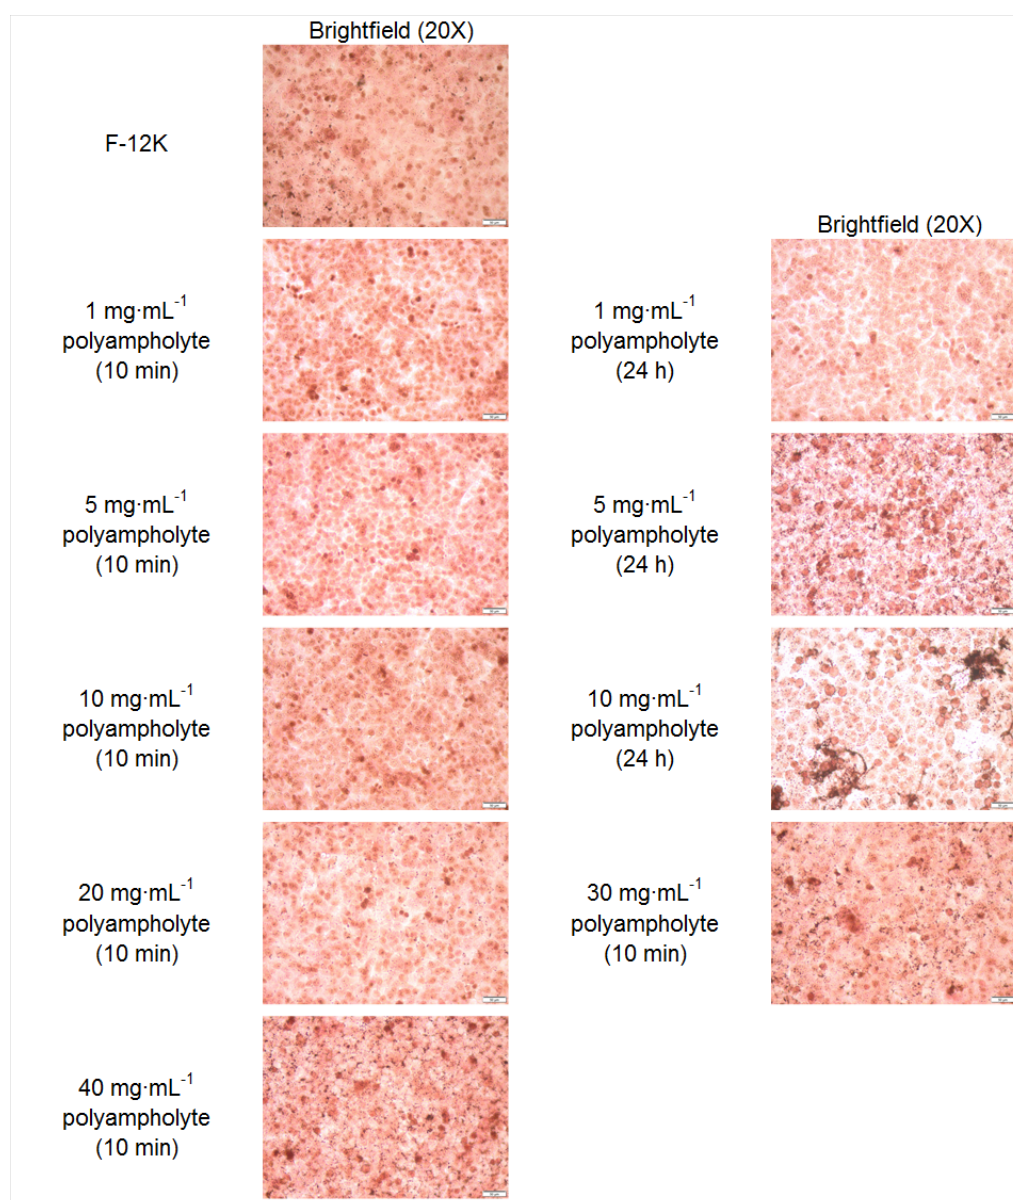 Brightfield (20X)
F-12K
Brightfield (20X)
1 mg·mL⁻¹
polyampholyte
(10 min)
1 mg·mL⁻¹
polyampholyte
(24 h)
5 mg·mL⁻¹
polyampholyte
(10 min)
5 mg·mL⁻¹
polyampholyte
(24 h)
10 mg·mL⁻¹
polyampholyte
(10 min)
10 mg·mL⁻¹
polyampholyte
(24 h)
20 mg·mL⁻¹
polyampholyte
(10 min)
30 mg·mL⁻¹
polyampholyte
(10 min)
40 mg·mL⁻¹
polyampholyte
(10 min)